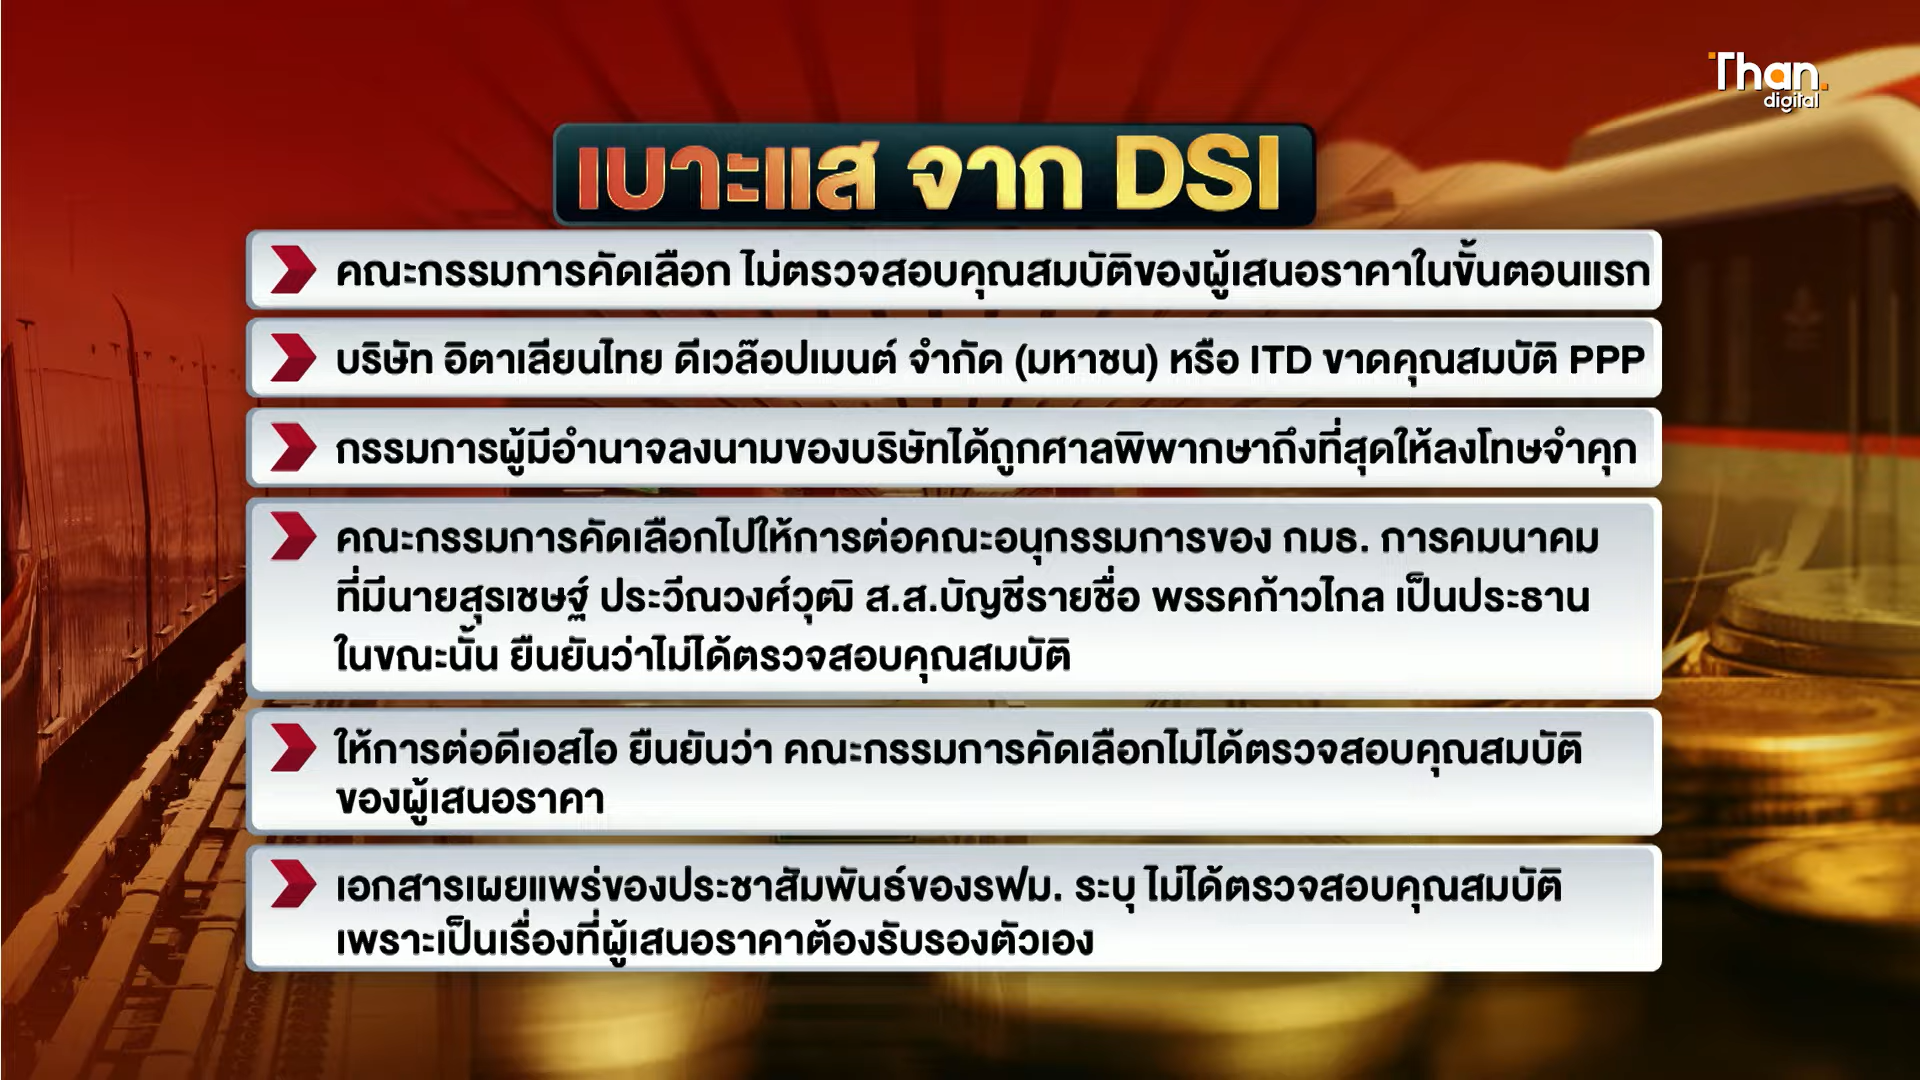 Than.
digital
เบาะแส จาก DSI
คณะกรรมการคัดเลือก ไม่ตรวจสอบคุณสมบัติของผู้เสนอราคาในขั้นตอนแรก
บริษัท อิตาเลียนไทย ดีเวล๊อปเมนต์ จำกัด (มหาชน) หรือ ITD ขาดคุณสมบัติ PPP
กรรมการผู้มีอำนาจลงนามของบริษัทได้ถูกศาลพิพากษาถึงที่สุดให้ลงโทษจำคุก
คณะกรรมการคัดเลือกไปให้การต่อคณะอนุกรรมการของ กมธ. การคมนาคม
ที่มีนายสุรเชษฐ์ ประวีณวงศ์วุฒิ ส.ส.บัญชีรายชื่อ พรรคก้าวไกล เป็นประธาน
ในขณะนั้น ยืนยันว่าไม่ได้ตรวจสอบคุณสมบัติ
ให้การต่อดีเอสไอ ยืนยันว่า คณะกรรมการคัดเลือกไม่ได้ตรวจสอบคุณสมบัติ
ของผู้เสนอราคา
เอกสารเผยแพร่ของประชาสัมพันธ์ของรฟม. ระบุ ไม่ได้ตรวจสอบคุณสมบัติ
เพราะเป็นเรื่องที่ผู้เสนอราคาต้องรับรองตัวเอง